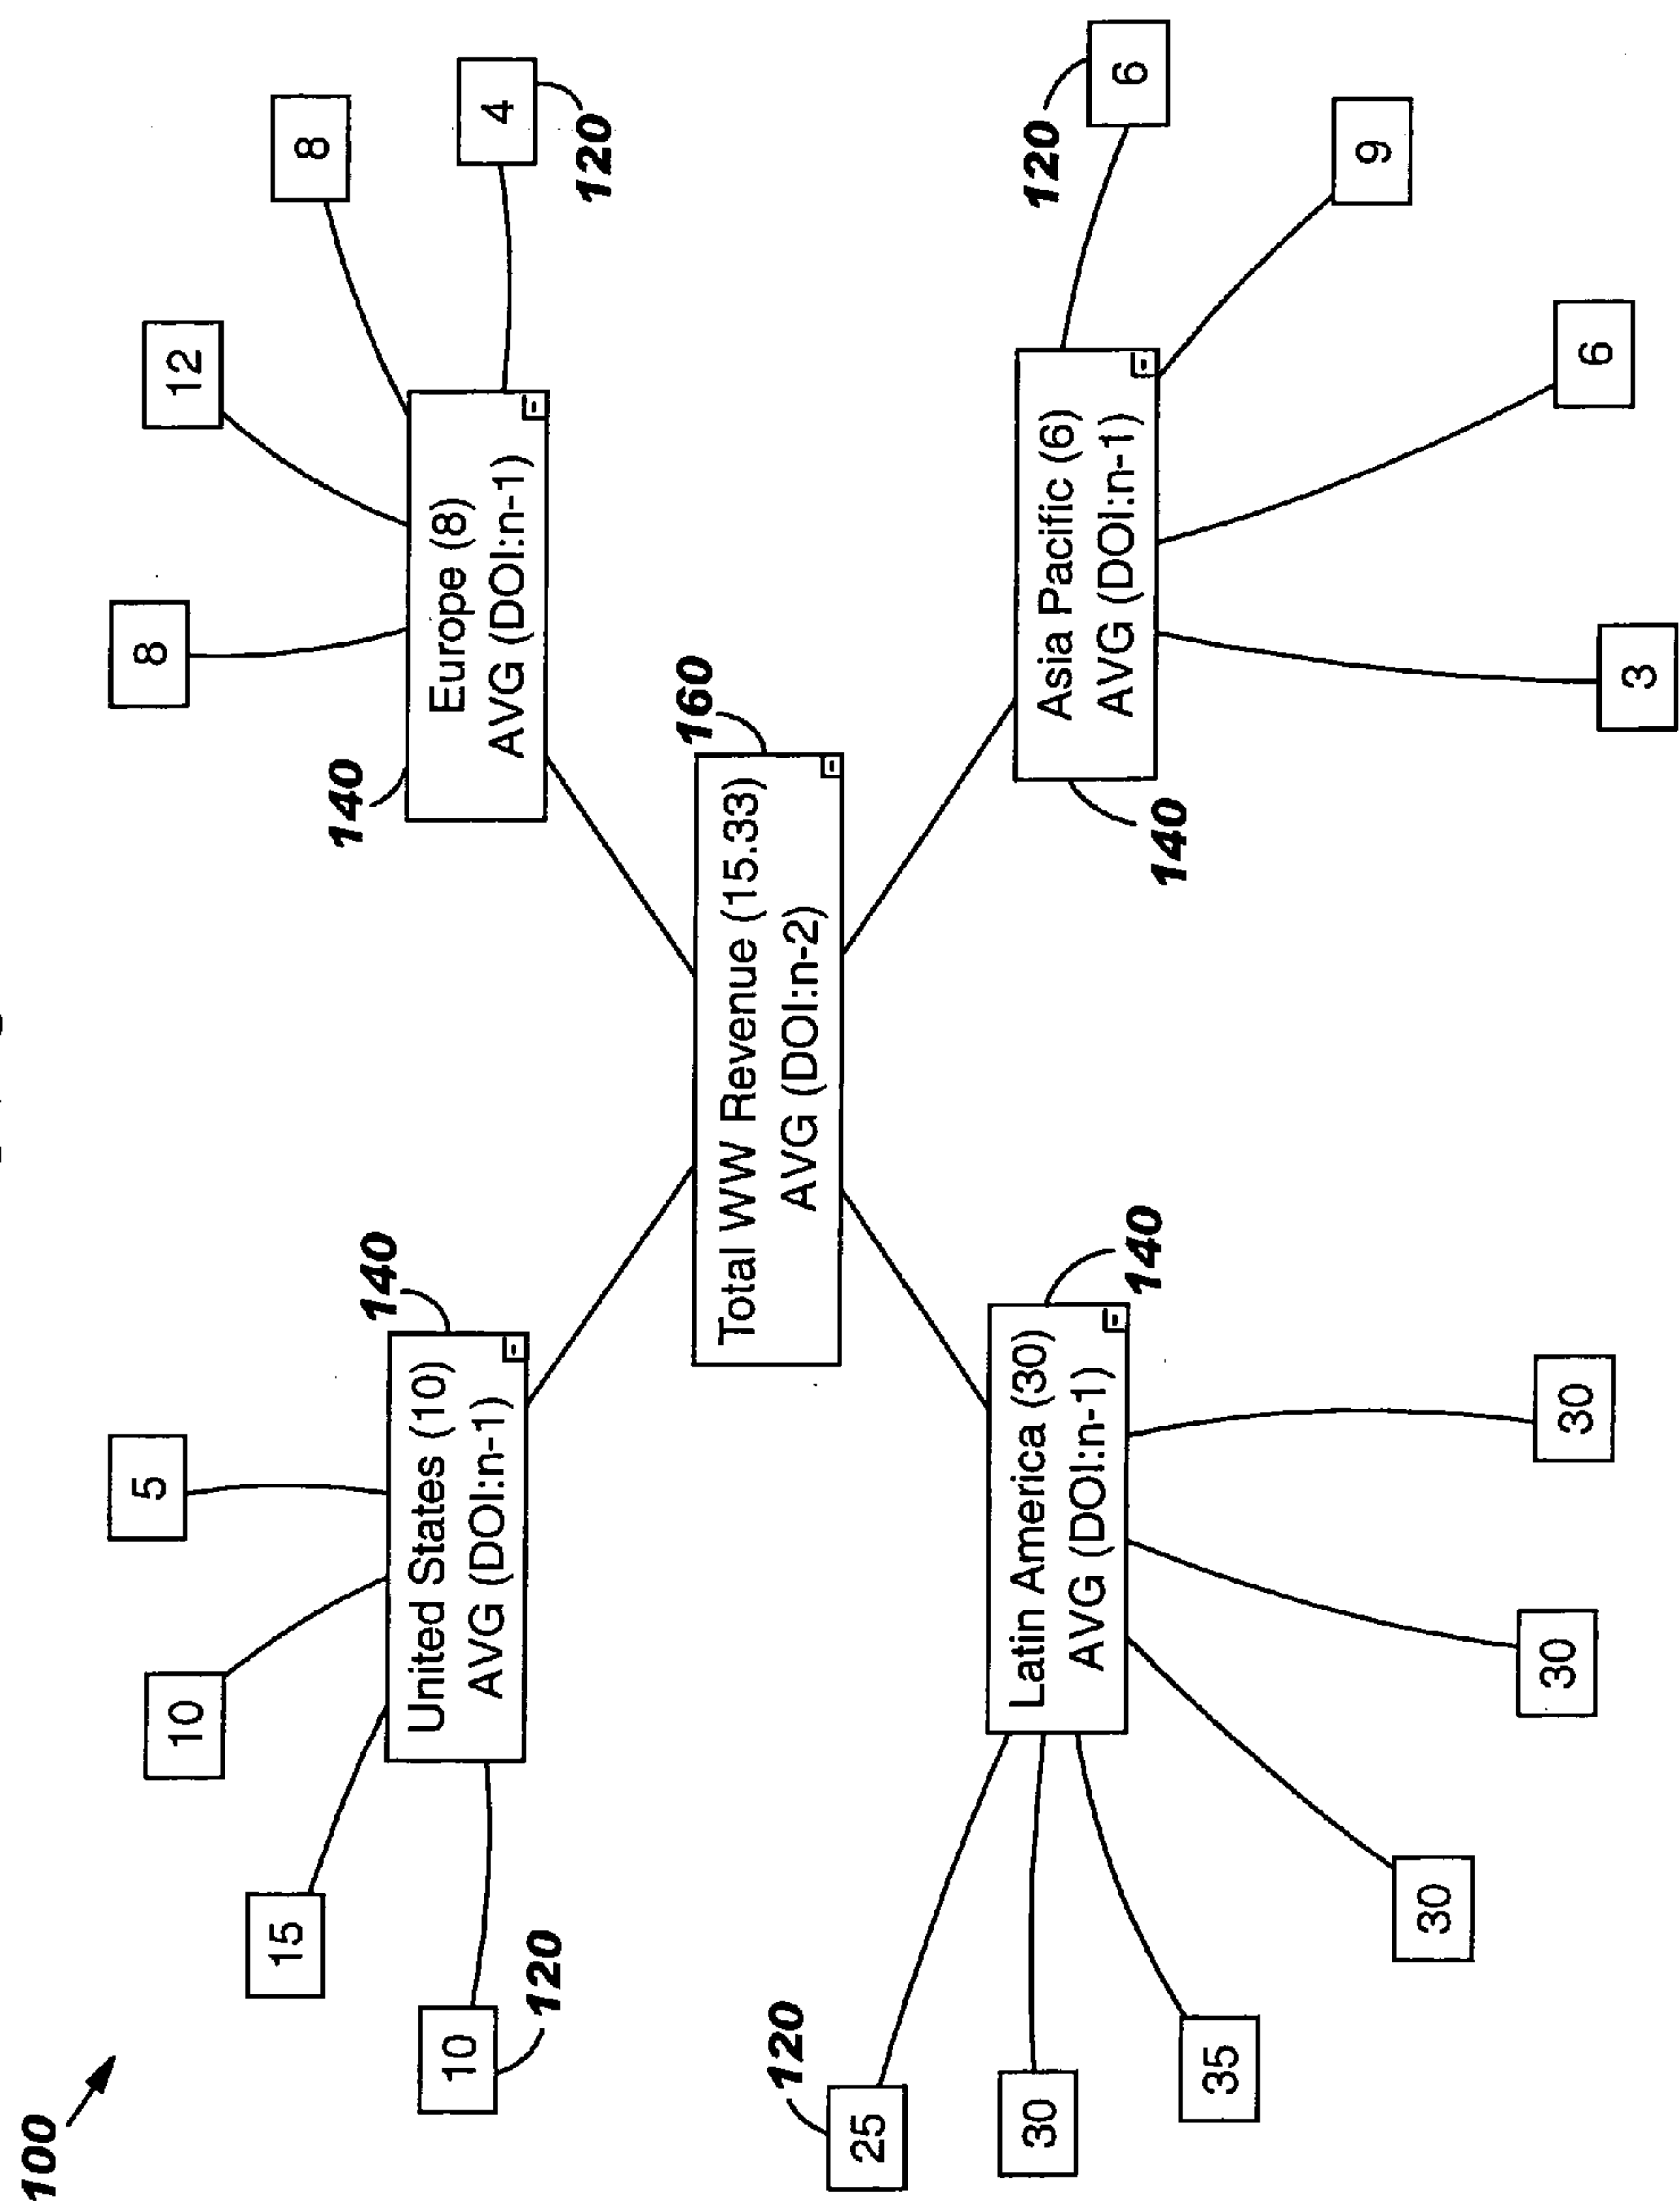 100
5
8
10
12
15
8
140
140
10
120
United States (10)
AVG (DOI:n-1)
Europe (8)
AVG (DOI:n-1)
4
120
160
Total WW Revenue (15.33)
AVG (DOI:n-2)
120
25
30
35
Latin America (30)
AVG (DOI:n-1)
140
140
Asia Pacific (6)
AVG (DOI:n-1)
120
6
9
30
30
30
6
3